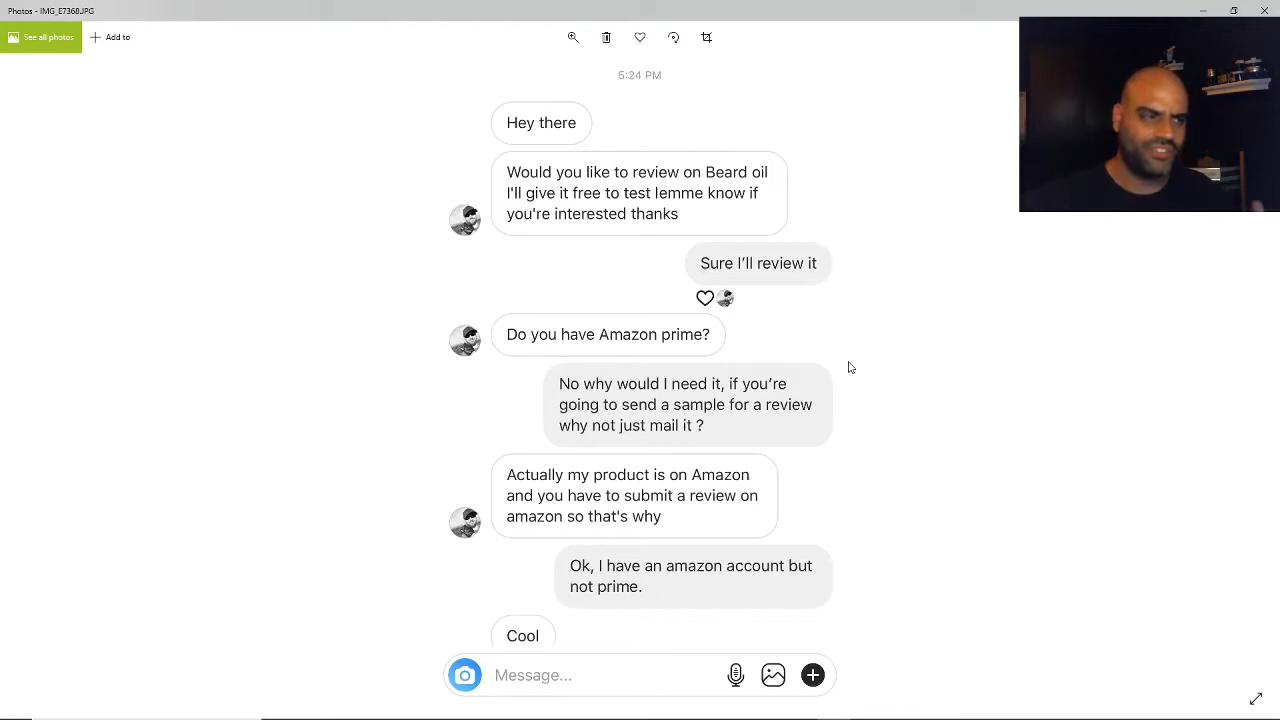 Photos - IMG_E7368.JPG
See all photos
Add to
5:24 PM
Hey there
Would you like to review on Beard oil
I'll give it free to test lemme know if
you're interested thanks
Sure I’ll review it
Do you have Amazon prime?
No why would I need it, if you’re
going to send a sample for a review
why not just mail it ?
Actually my product is on Amazon
and you have to submit a review on
amazon so that's why
Ok, I have an amazon account but
not prime.
Cool
Message...